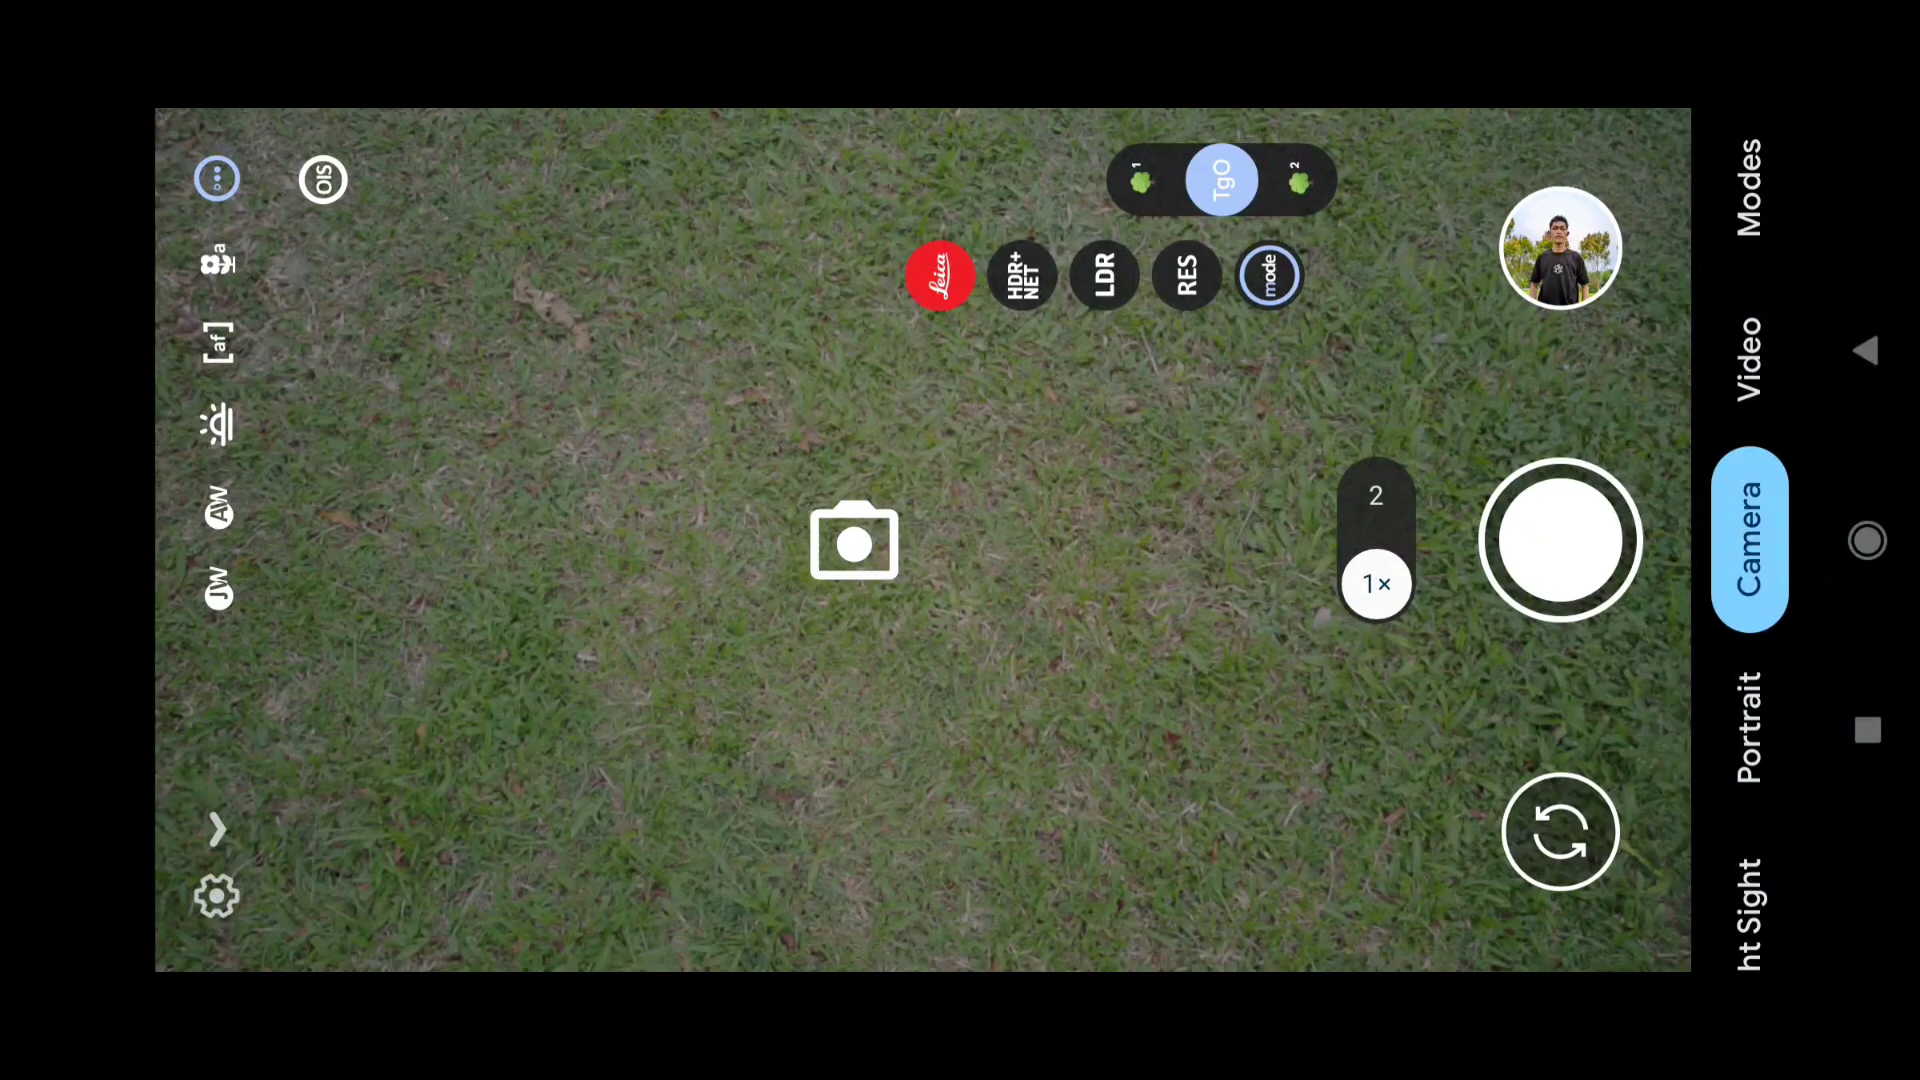 OIS
a
[af]
AW
JW
1
TgO
2
Leica
HDR+
NET
LDR
RES
mode
2
1×
Modes
Video
Camera
Portrait
ht Sight